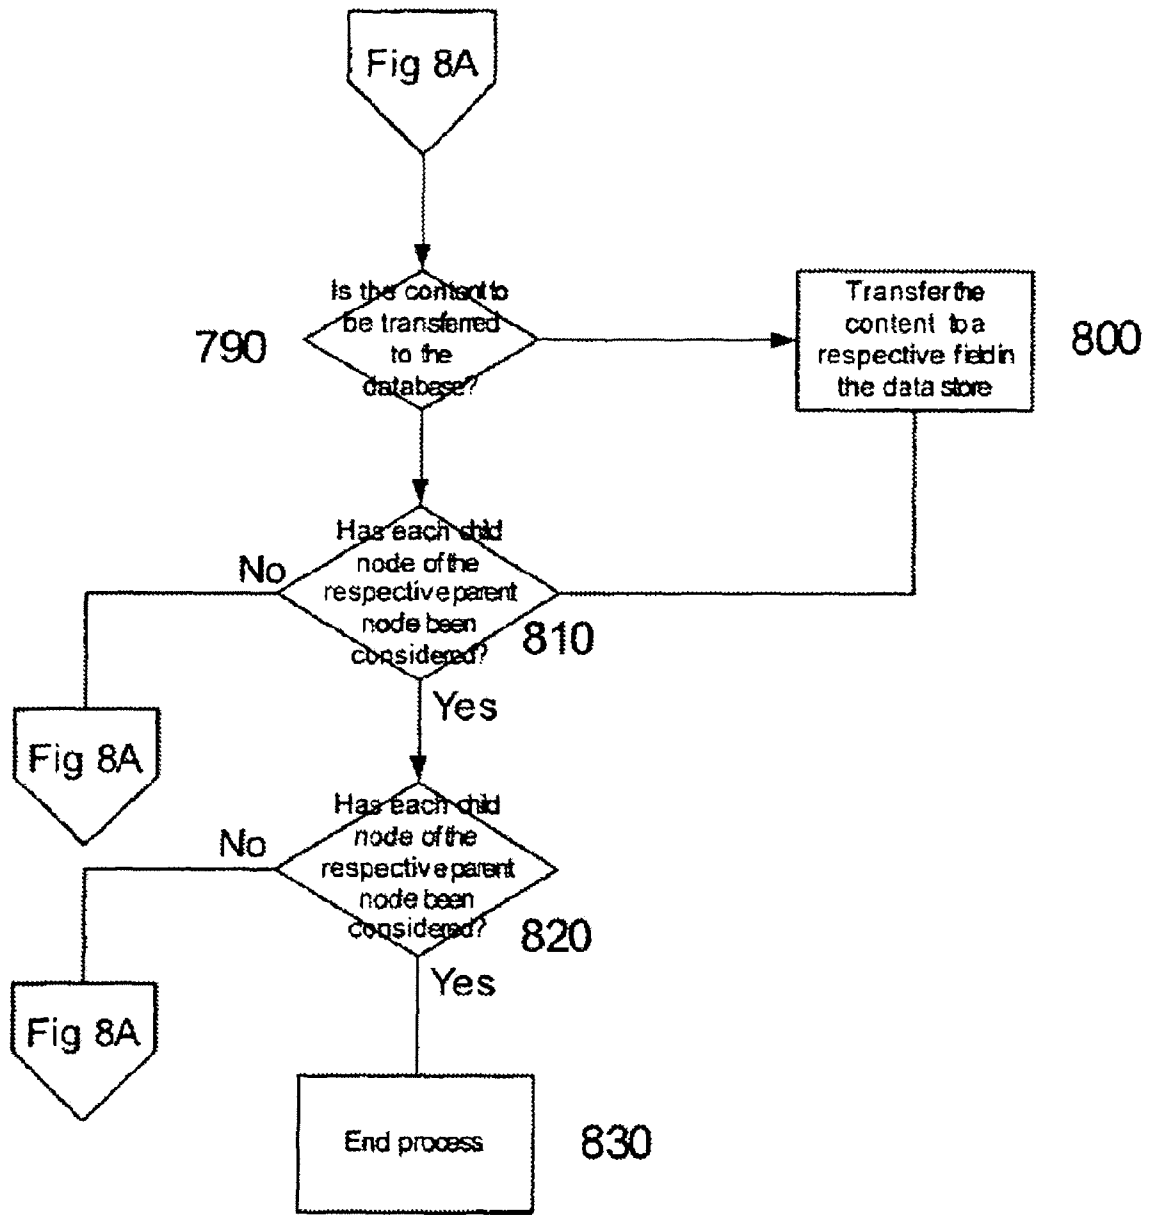 Fig 8A
Is the content to
be transferred
to the
database?
790
Transfer the
content to a
respective field in
the data store
800
Has each child
node of the
respective parent
node been
considered?
810
No
Yes
Fig 8A
Has each child
node of the
respective parent
node been
considered?
820
No
Yes
Fig 8A
End process
830